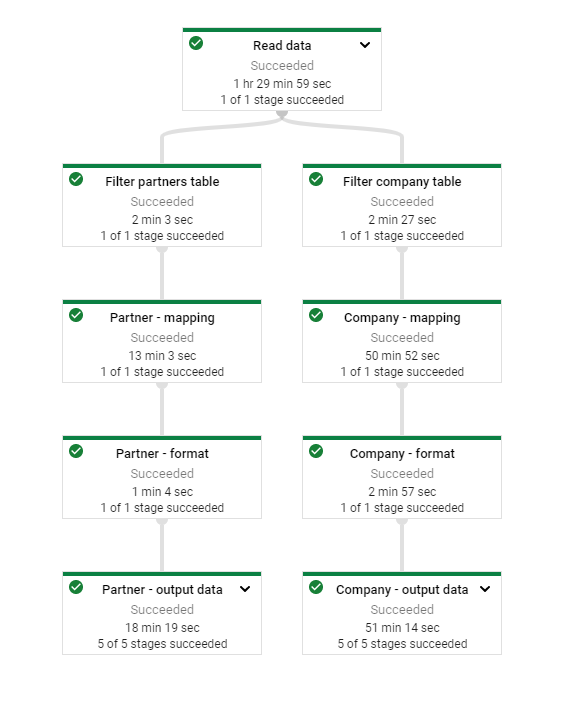 Read data
Succeeded
1 hr 29 min 59 sec
1 of 1 stage succeeded
Filter partners table
Succeeded
2 min 3 sec
1 of 1 stage succeeded
Filter company table
Succeeded
2 min 27 sec
1 of 1 stage succeeded
Partner - mapping
Succeeded
13 min 3 sec
1 of 1 stage succeeded
Company - mapping
Succeeded
50 min 52 sec
1 of 1 stage succeeded
Partner - format
Succeeded
1 min 4 sec
1 of 1 stage succeeded
Company - format
Succeeded
2 min 57 sec
1 of 1 stage succeeded
Partner - output data
Succeeded
18 min 19 sec
5 of 5 stages succeeded
Company - output data
Succeeded
51 min 14 sec
5 of 5 stages succeeded